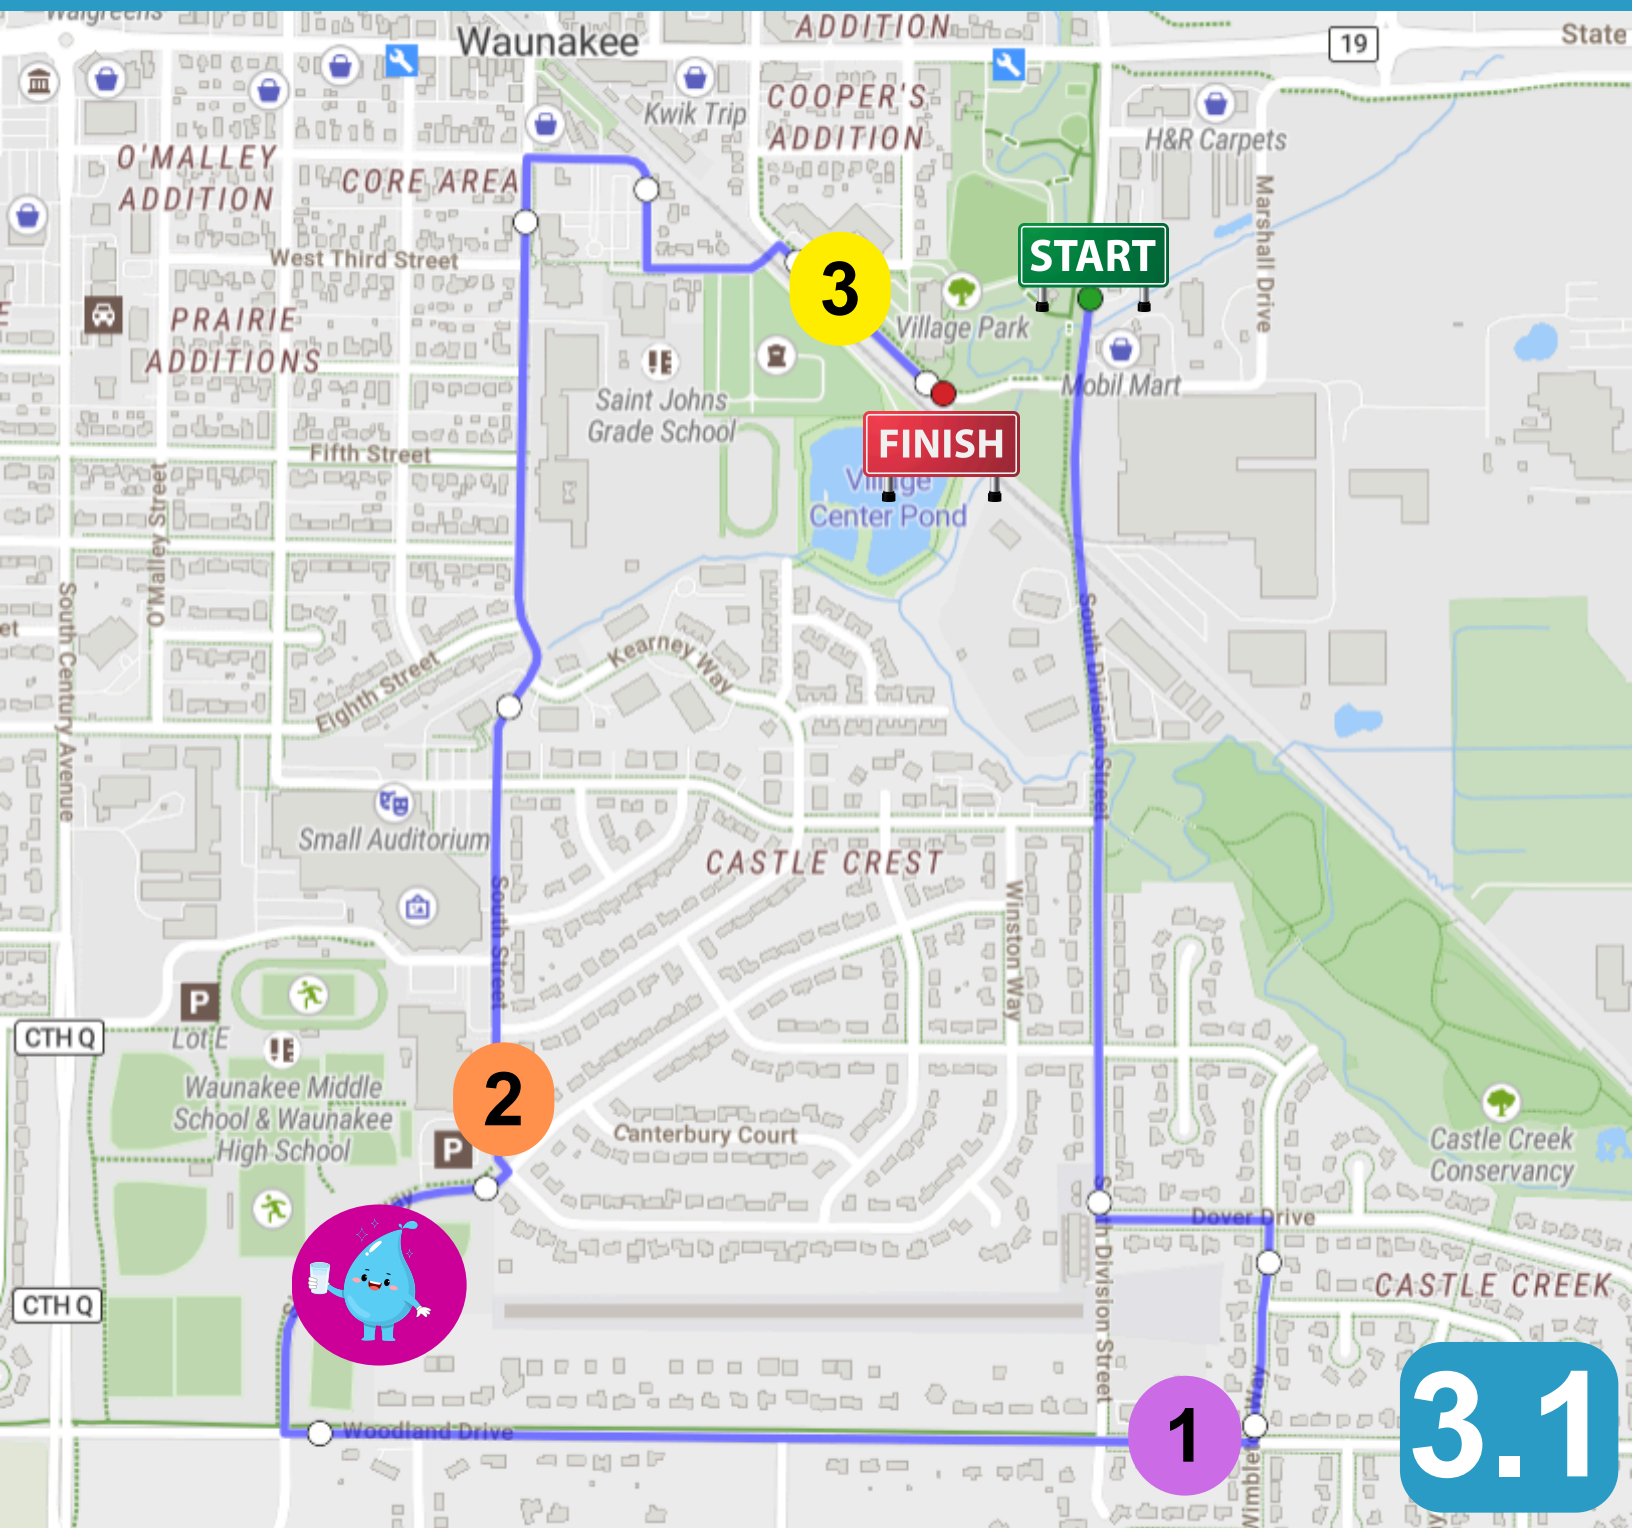 Walgreens
Waunakee
ADDITION
19
State
Kwik Trip
COOPER'S
ADDITION
H&R Carpets
O'MALLEY
ADDITION
CORE AREA
Marshall Drive
West Third Street
START
3
PRAIRIE
ADDITIONS
Village Park
Mobil Mart
Saint Johns
Grade School
FINISH
Fifth Street
Village
Center Pond
O'Malley Street
South Century Avenue
et
Eighth Street
Kearney Way
South Division Street
Small Auditorium
CASTLE CREST
South Street
Winston Way
P
Lot E
CTH Q
Waunakee Middle
School & Waunakee
High School
2
P
Canterbury Court
Castle Creek
Conservancy
Dover Drive
CTH Q
CASTLE CREEK
Division Street
Way
Woodland Drive
1
3.1